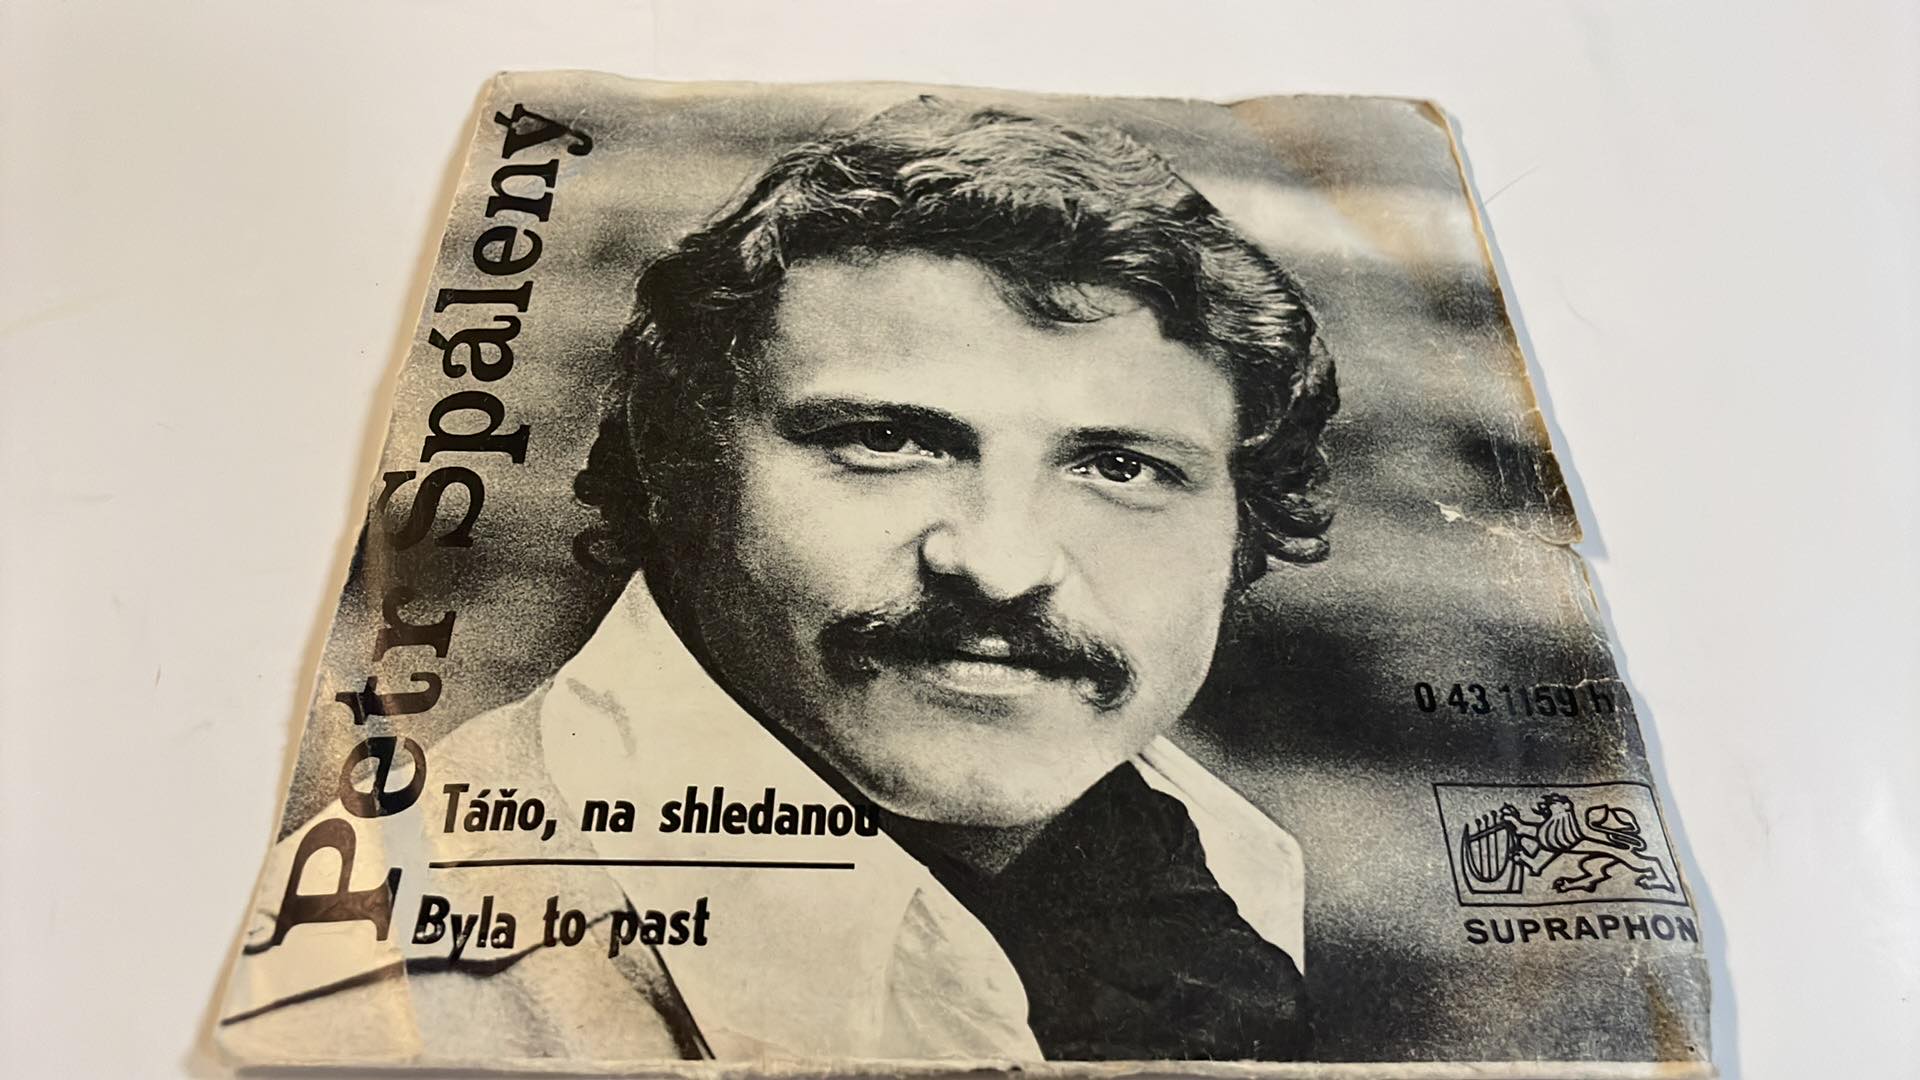 Petr Spálený
Táňo, na shledanou
Byla to past
0 43 1159 h
SUPRAPHON